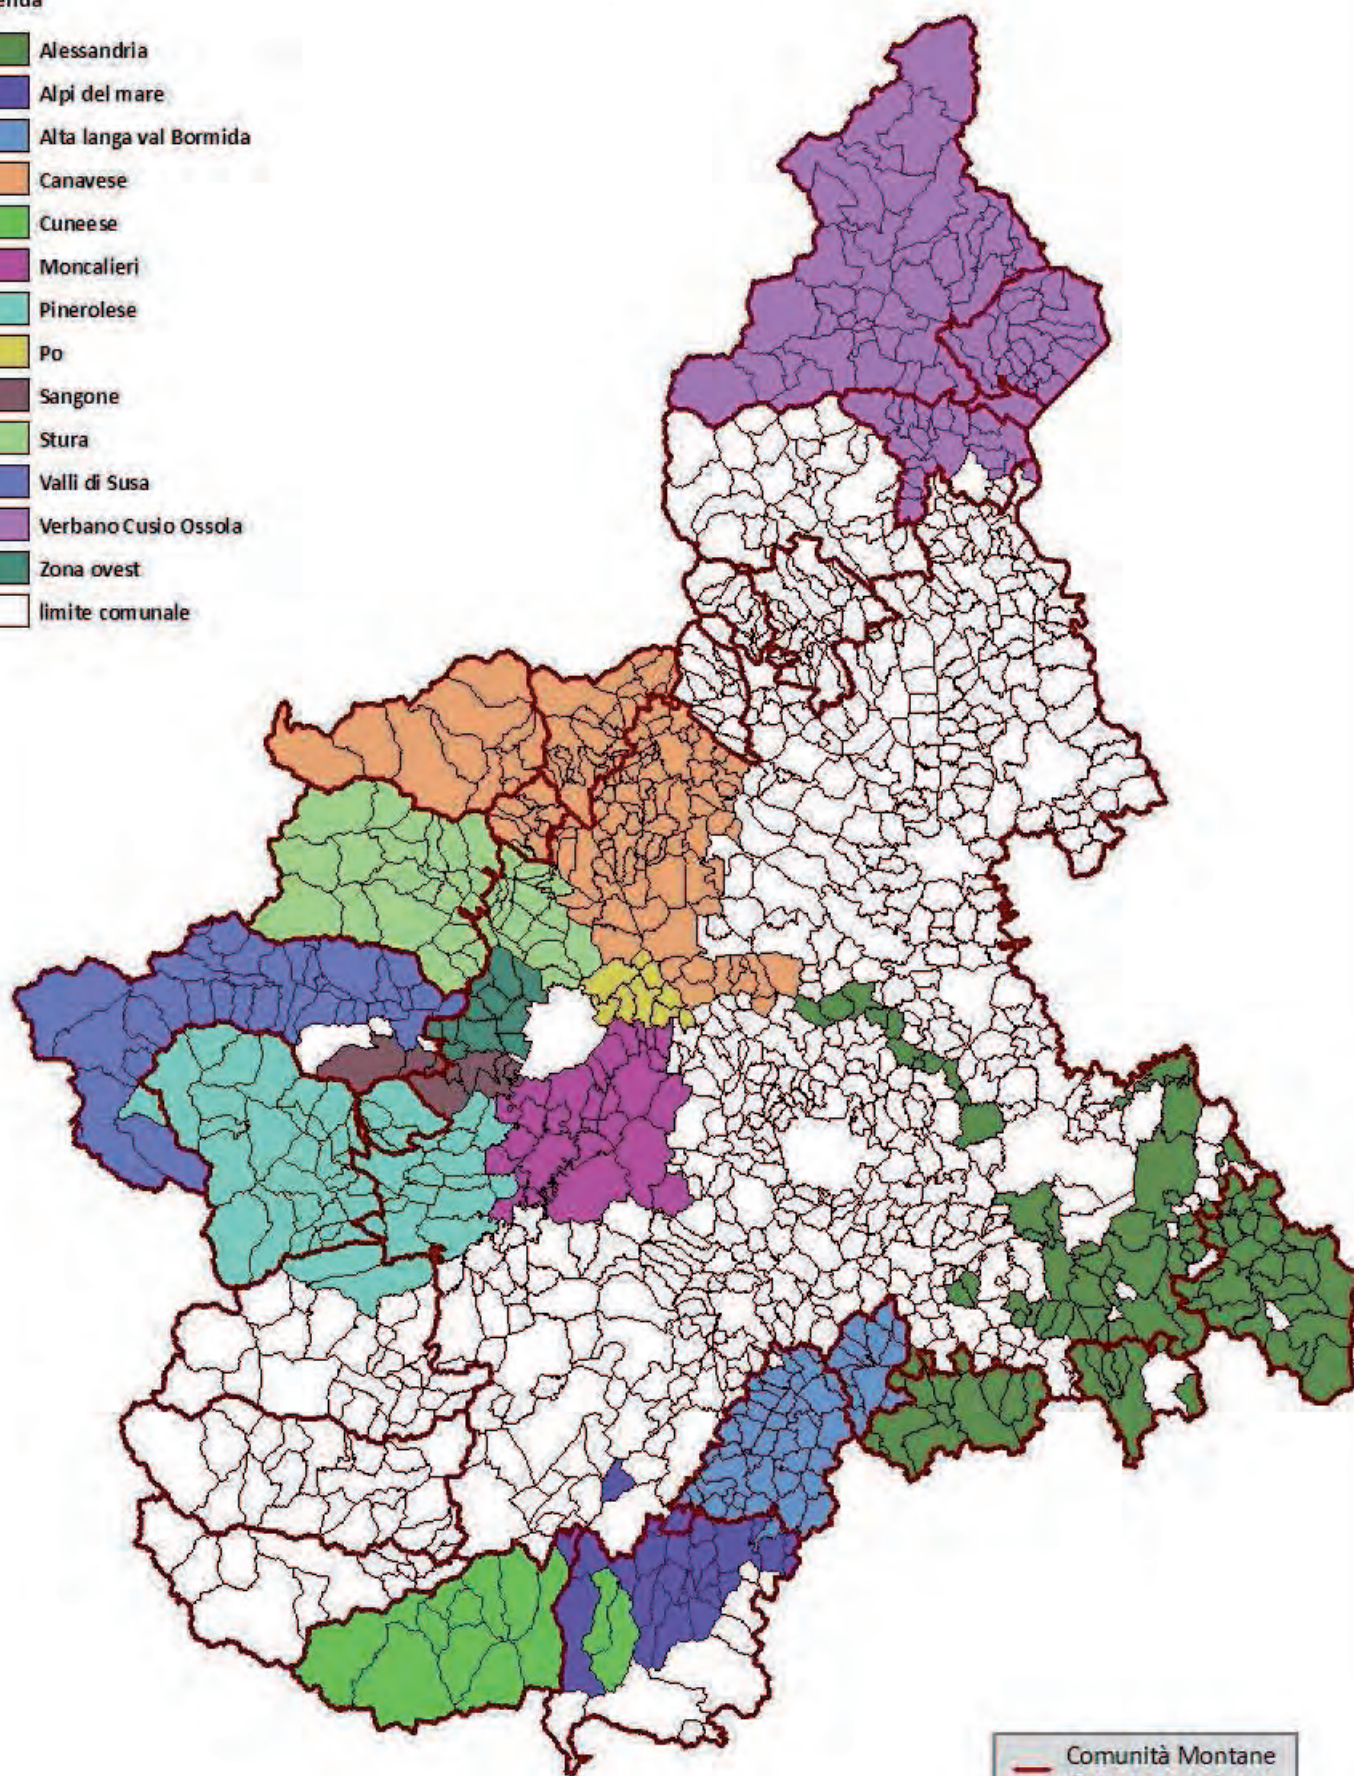 Alessandria
Alpi del mare
Alta langa val Bormida
Canavese
Cuneese
Moncalieri
Pinerolese
Po
Sangone
Stura
Valli di Susa
Verbano Cusio Ossola
Zona ovest
limite comunale
Comunità Montane